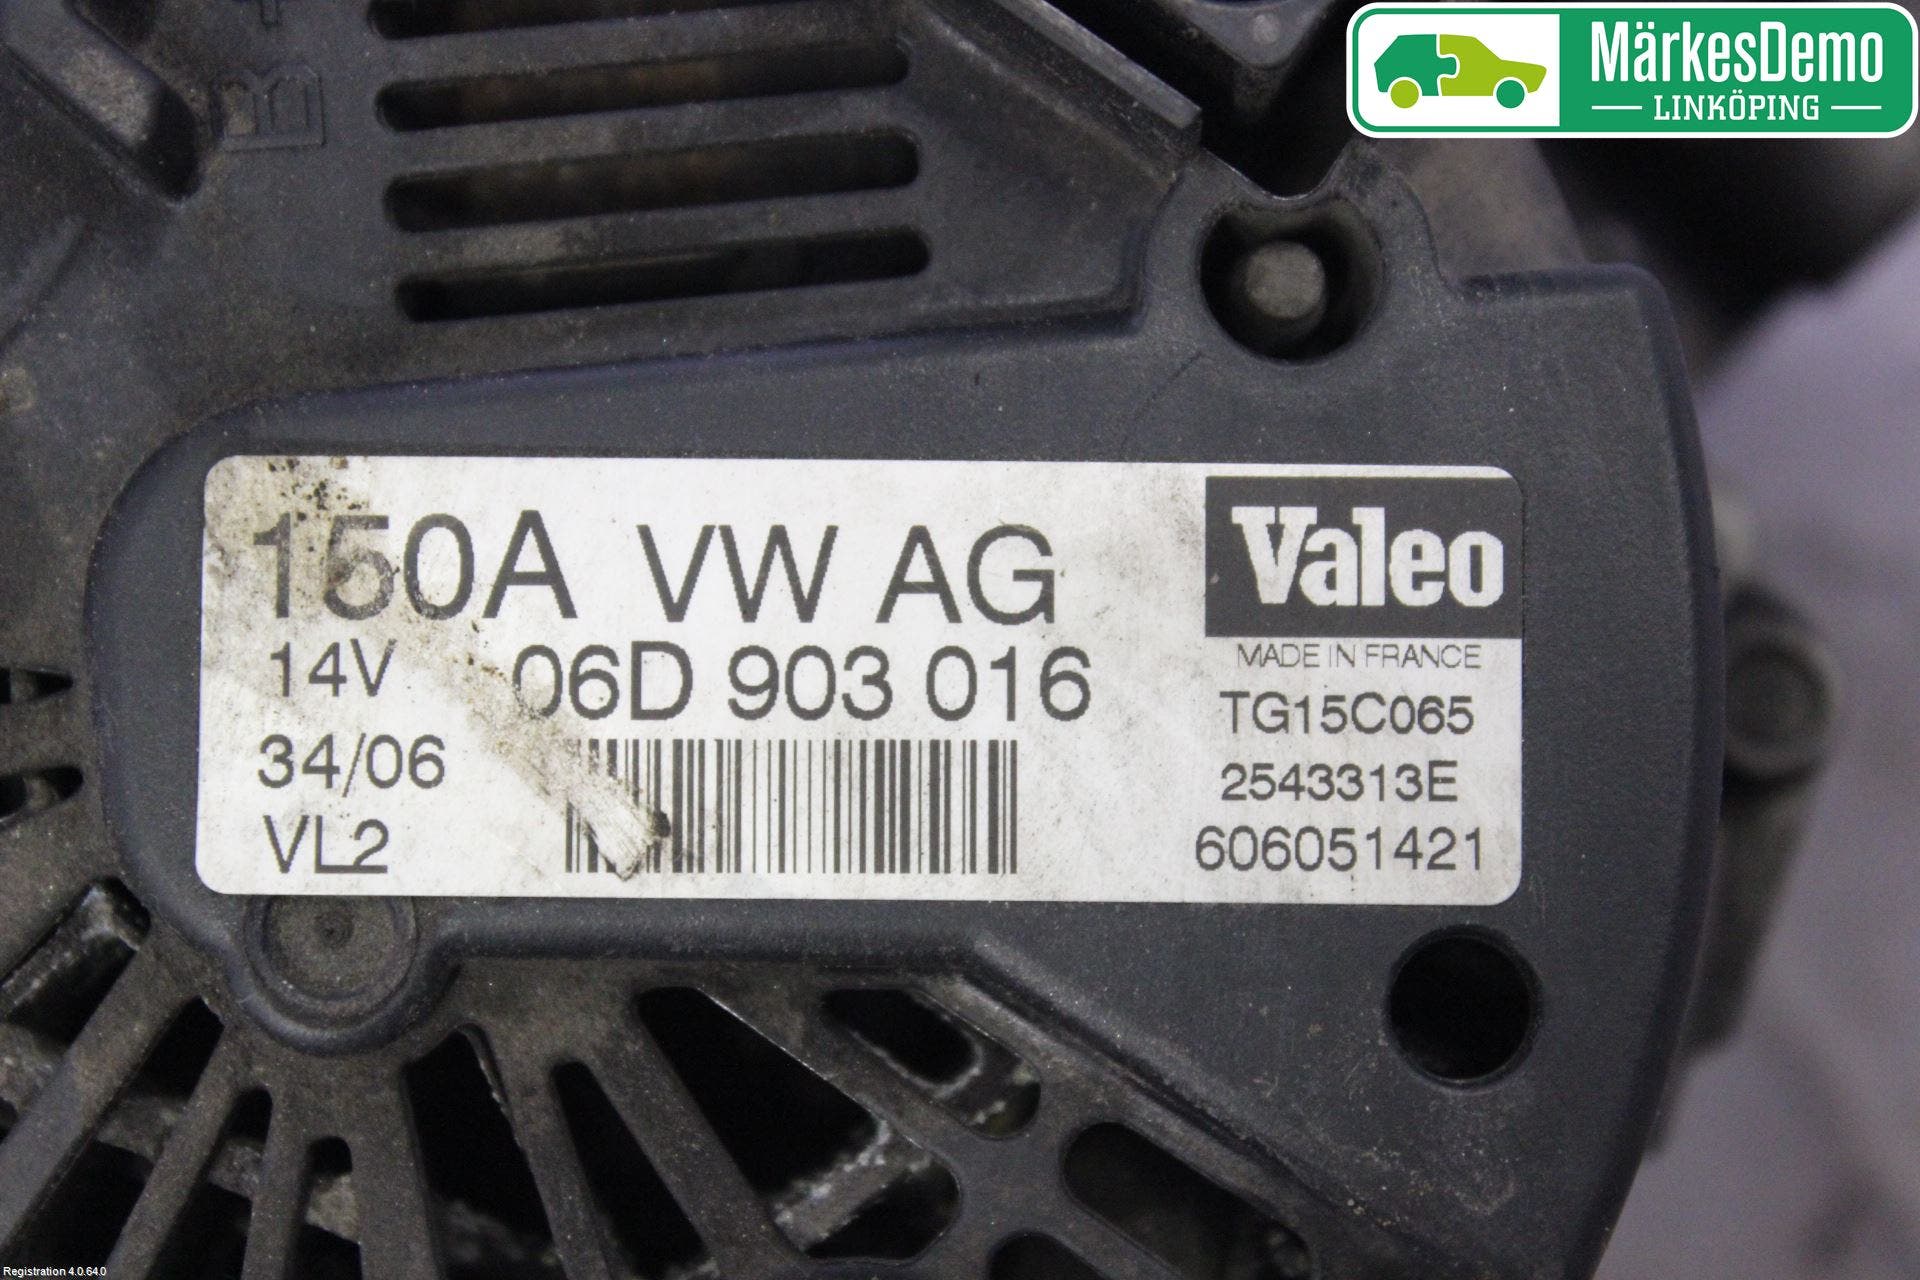 MärkesDemo
LINKÖPING
B+
150A VW AG
14V 06D 903 016
34/06
VL2
Valeo
MADE IN FRANCE
TG15C065
2543313E
606051421
Registration 4.0.64.0